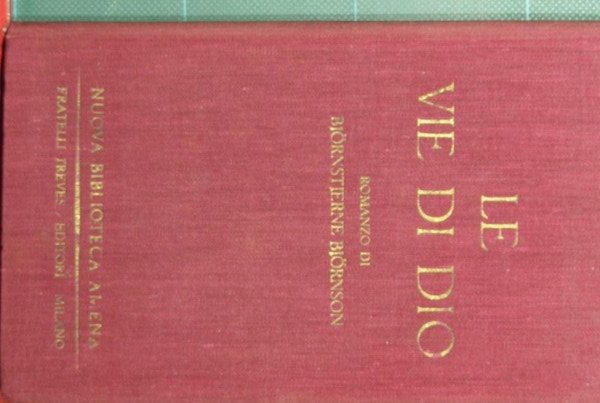 LE
VIE DI DIO
ROMANZO DI
BJÖRNSTJERNE BJÖRNSON
NUOVA BIBLIOTECA AMENA
FRATELLI TREVES / EDITORI MILANO